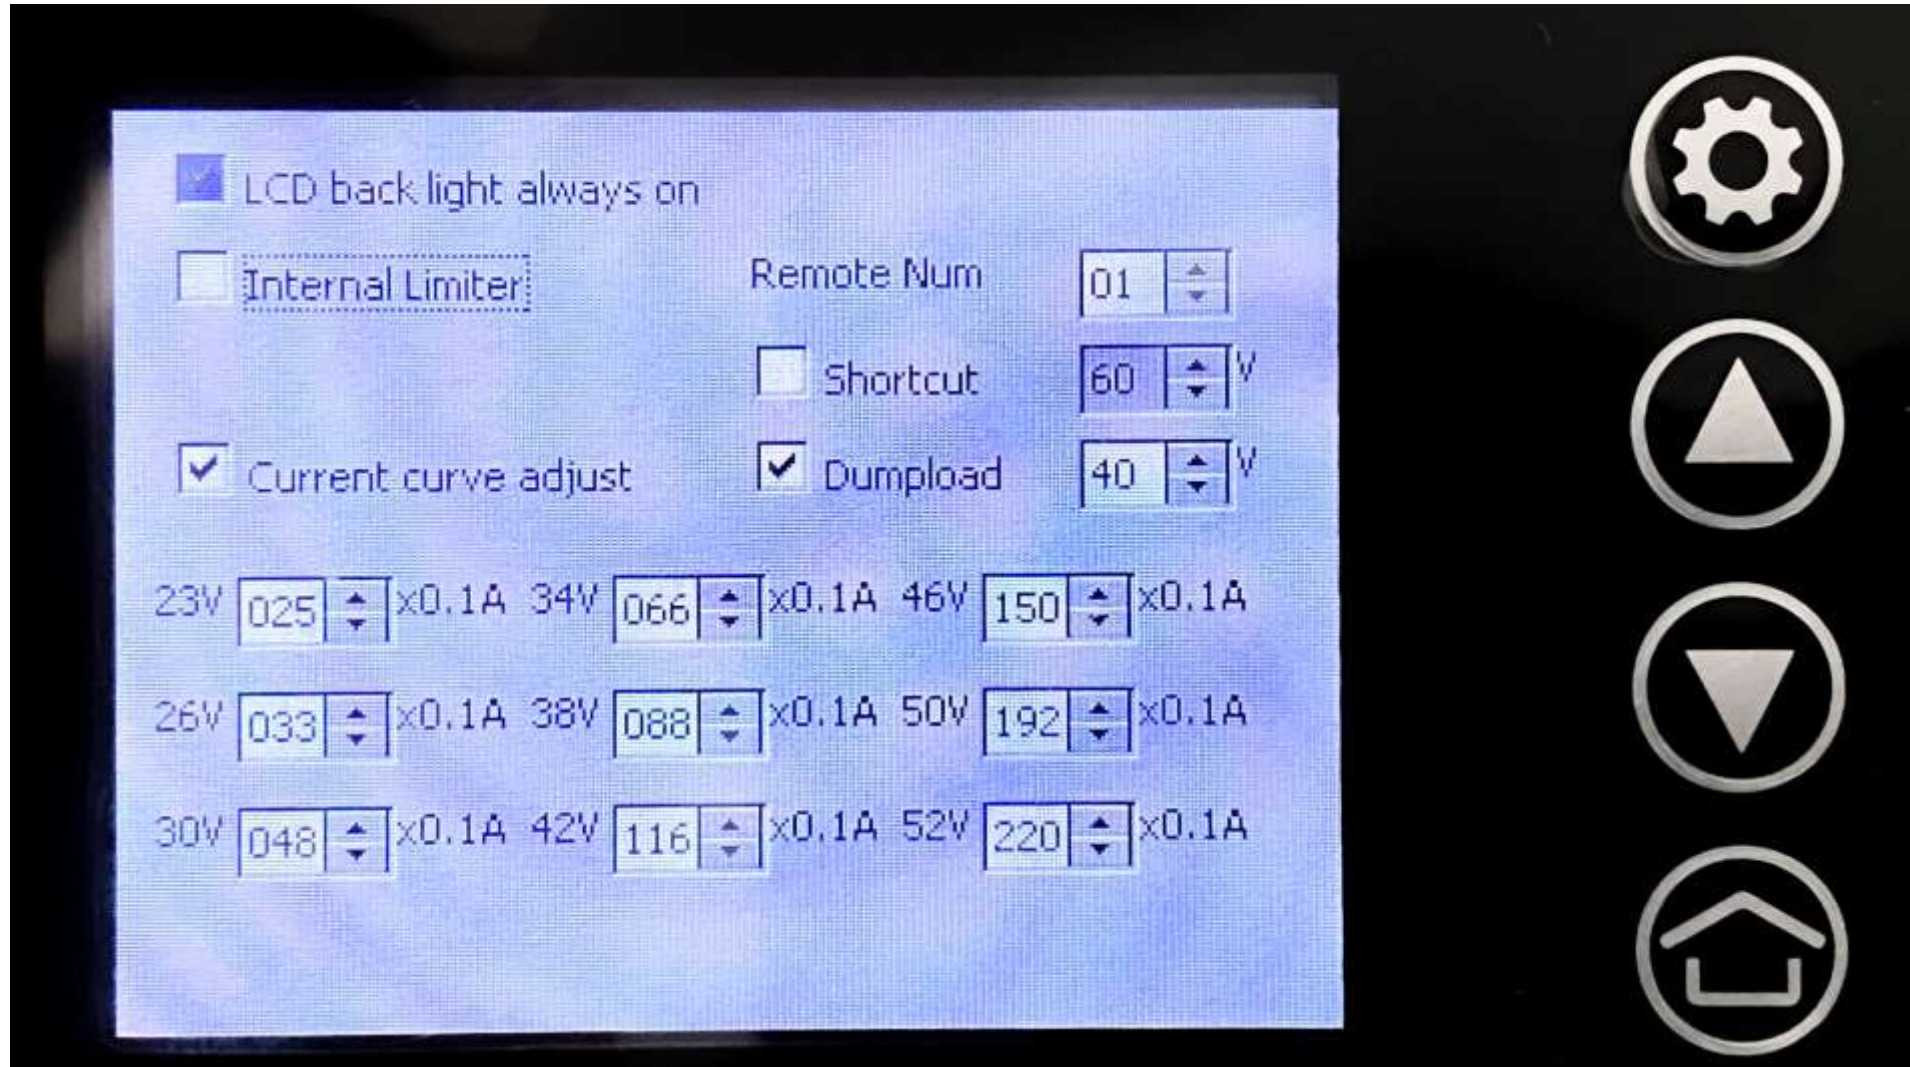 LCD back light always on
Internal Limiter Remote Num 01
Shortcut 60 V
Current curve adjust Dumpload 40 V
23V 025 x0.1A 34V 066 x0.1A 46V 150 x0.1A
26V 033 x0.1A 38V 088 x0.1A 50V 192 x0.1A
30V 048 x0.1A 42V 116 x0.1A 52V 220 x0.1A